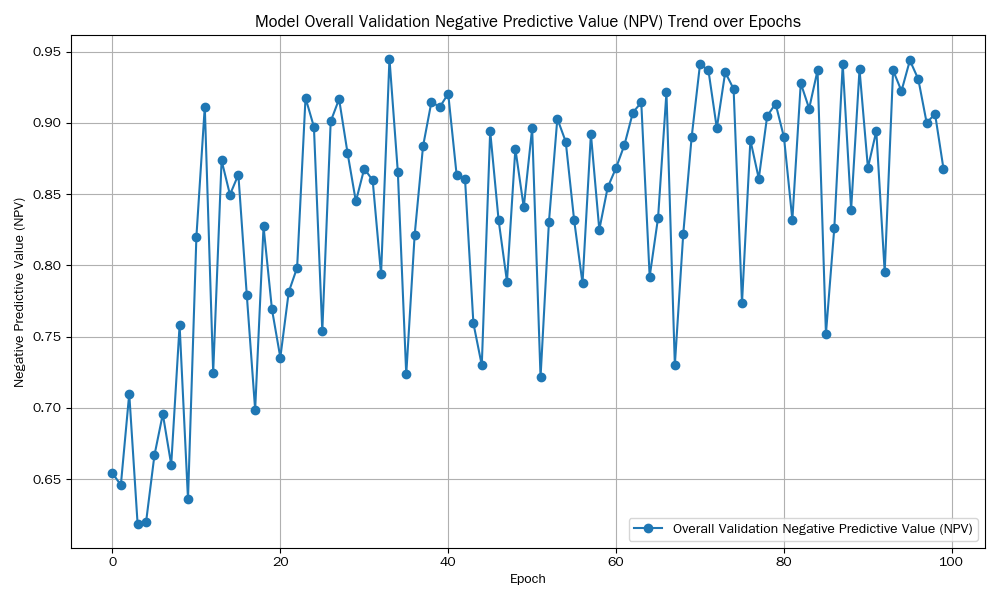 Model Overall Validation Negative Predictive Value (NPV) Trend over Epochs
Negative Predictive Value (NPV)
0.95
0.90
0.85
0.80
0.75
0.70
0.65
Overall Validation Negative Predictive Value (NPV)
0 20 40 60 80 100
Epoch